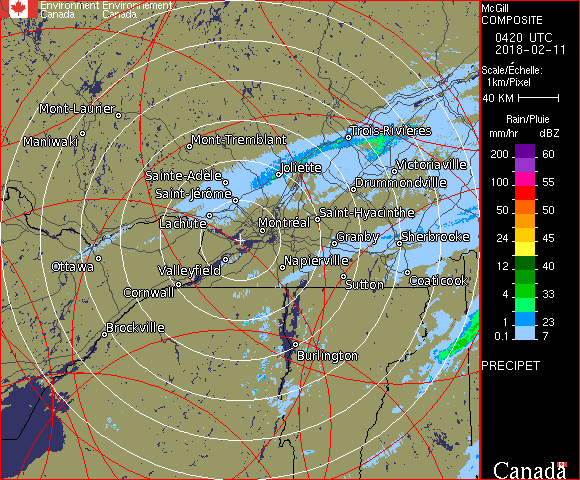 Environment Environnement
Canada Canada
McGill
COMPOSITE
0420 UTC
2018-02-11
Scale/Échelle:
1km/Pixel
40 KM
Rain/Pluie
mm/hr dBZ
200 60
100 55
50 50
24 45
12 40
4 33
1 23
0.1 7
PRECIPET
Canada
Mont-Laurier
Maniwaki
Mont-Tremblant
Trois-Rivières
Sainte-Adèle
Joliette
Victoriaville
Saint-Jérôme
Drummondville
Lachute
Montréal
Saint-Hyacinthe
Granby
Sherbrooke
Ottawa
Valleyfield
Napierville
Cornwall
Sutton
Coaticook
Brockville
Burlington